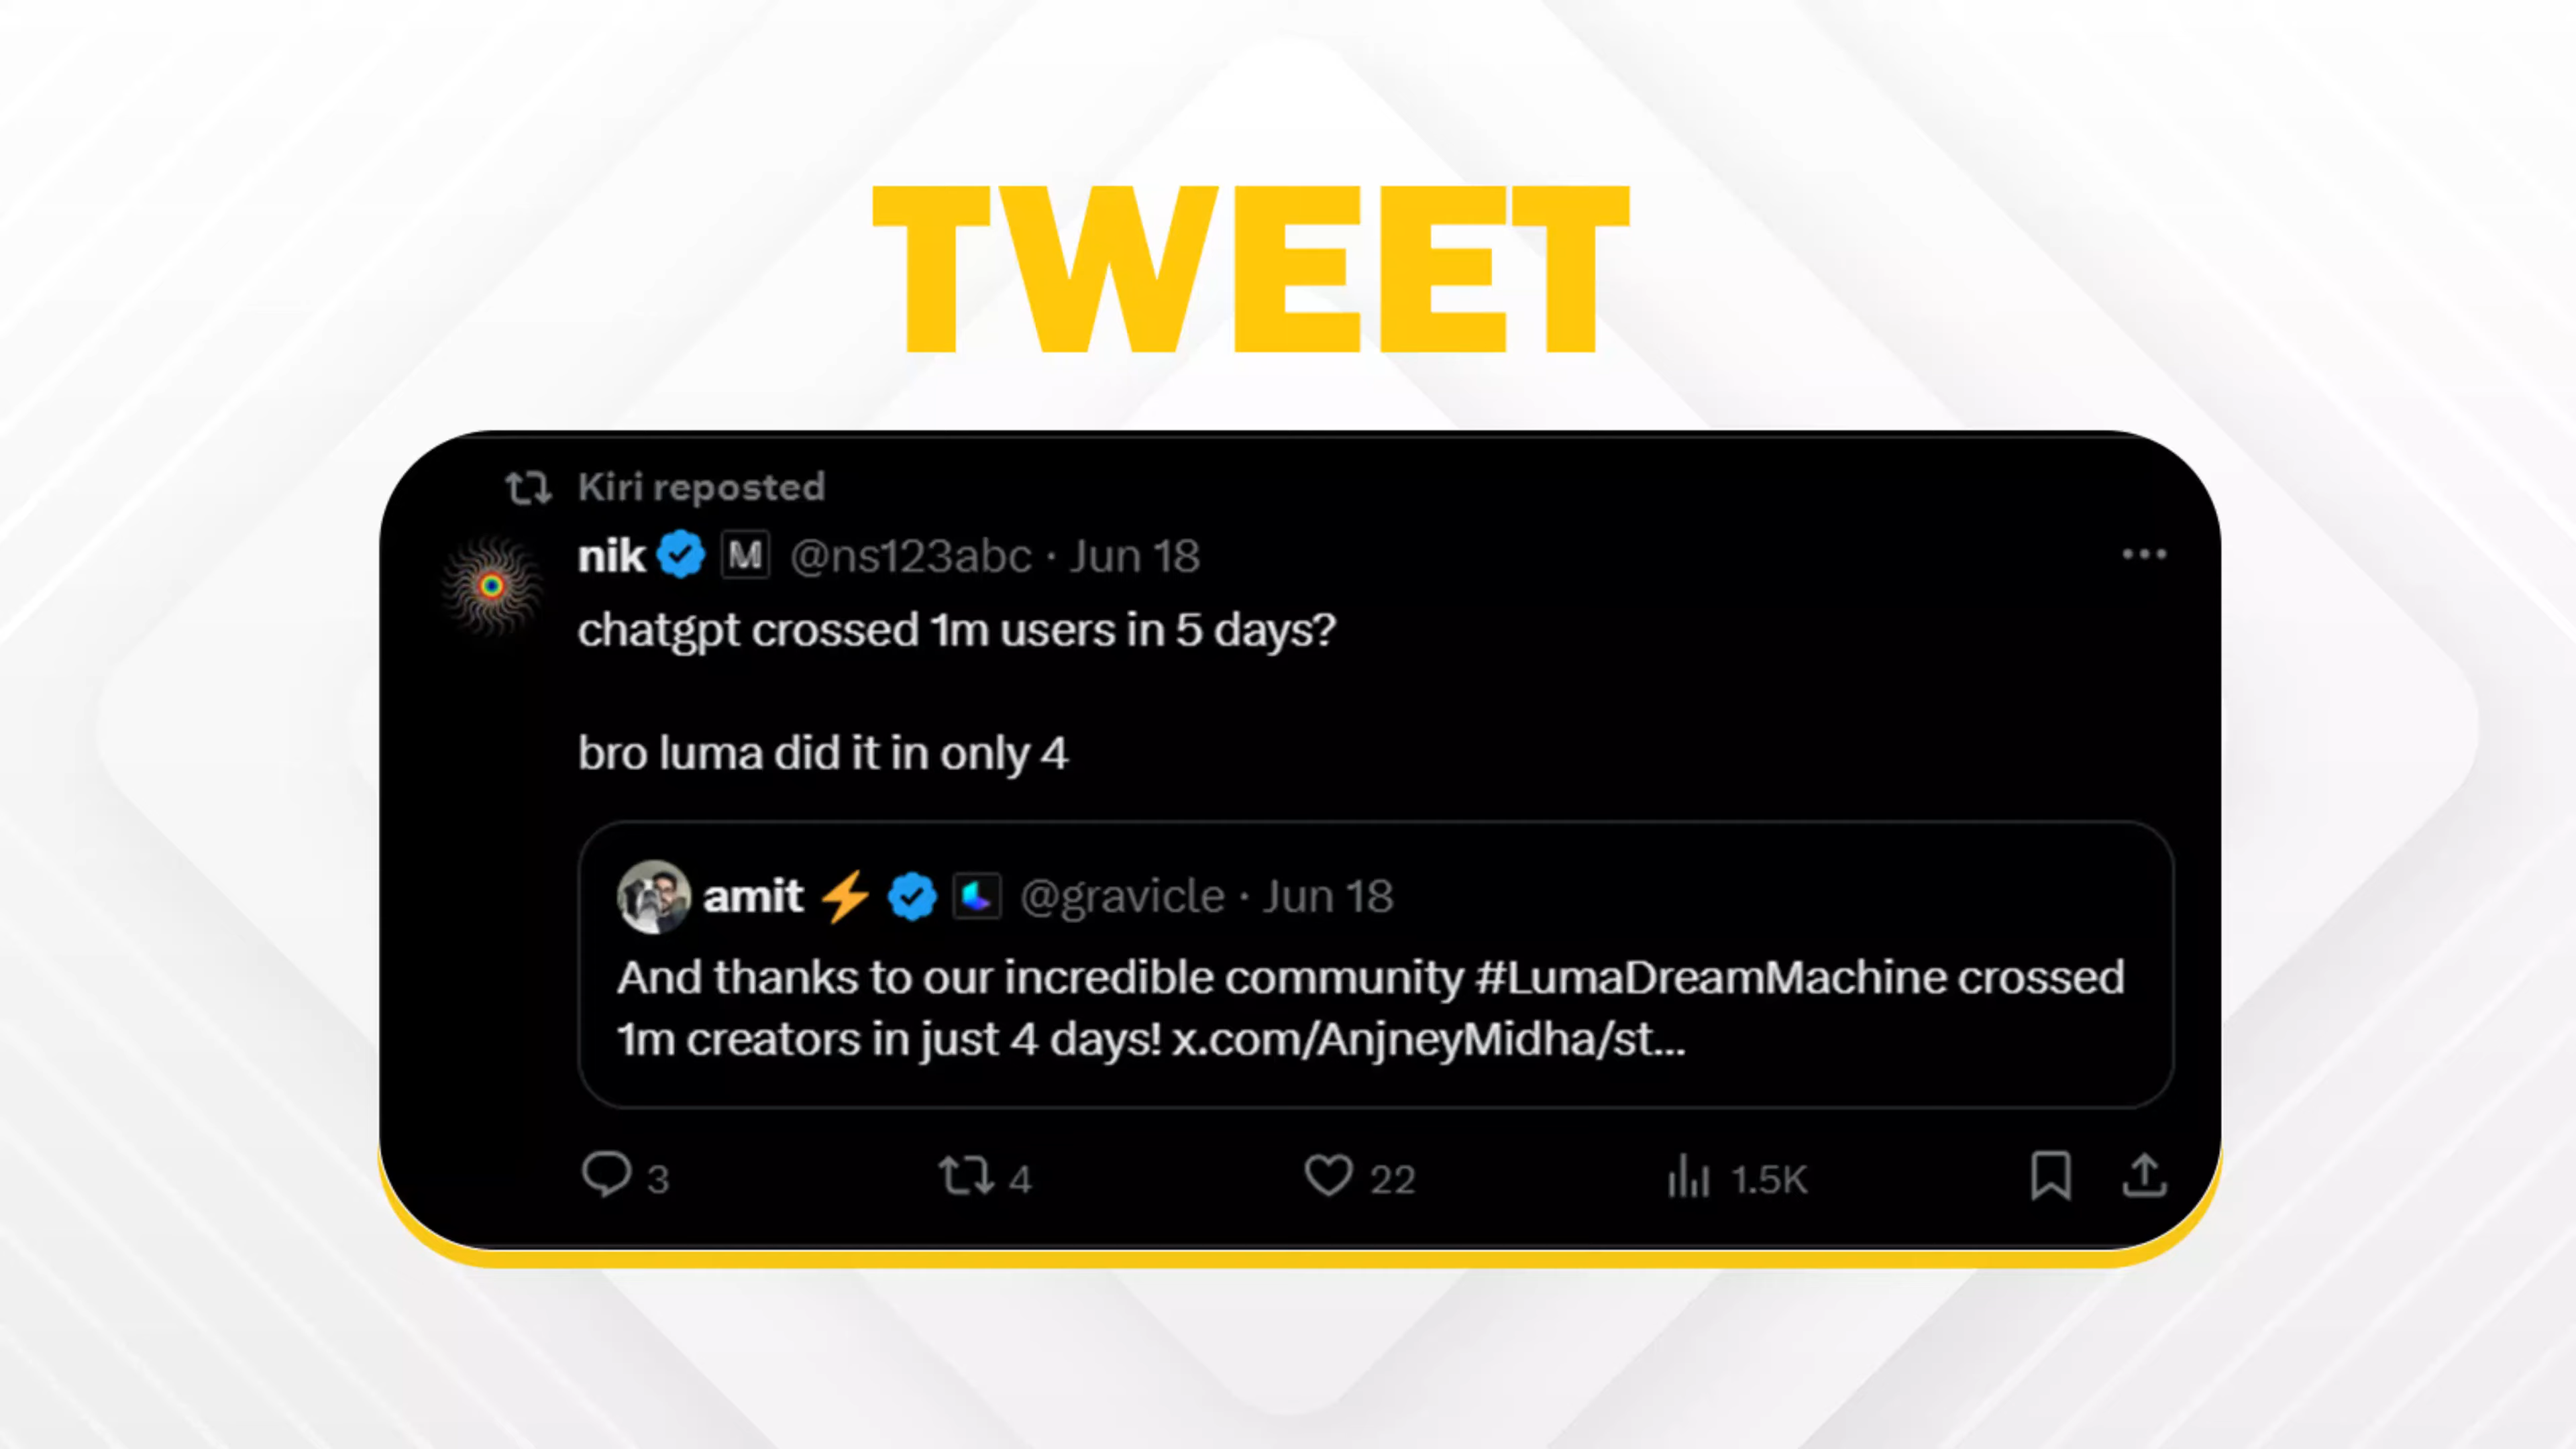 TWEET
Kiri reposted
nik M @ns123abc · Jun 18
chatgpt crossed 1m users in 5 days?
bro luma did it in only 4
amit⚡ @gravicle · Jun 18
And thanks to our incredible community #LumaDreamMachine crossed
1m creators in just 4 days! x.com/AnjneyMidha/st...
3 4 22 1.5K